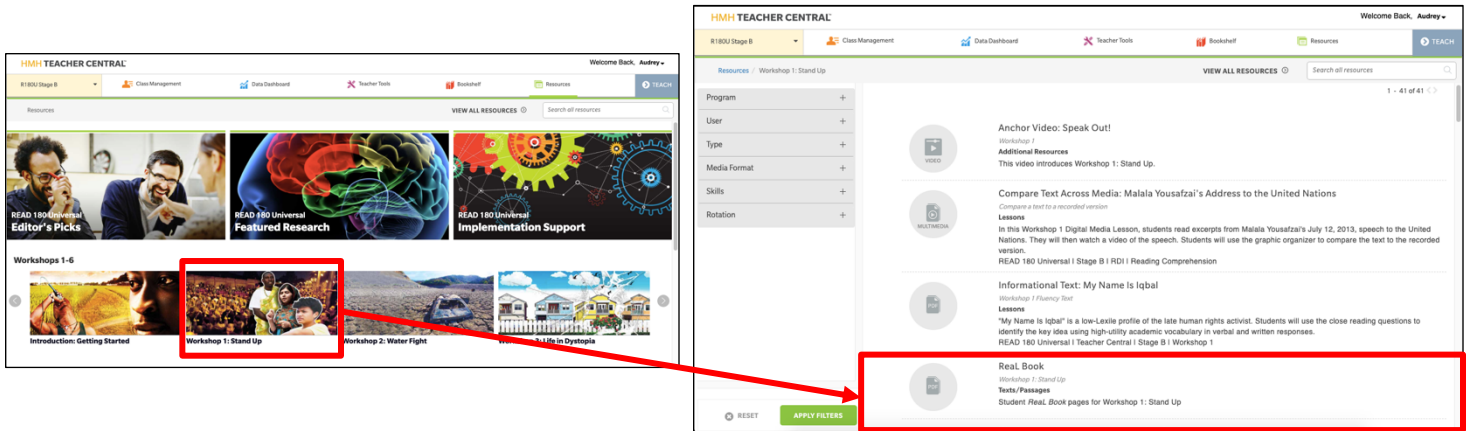 HMH TEACHER CENTRAL
Welcome Back, Audrey
R180U Stage B
Class Management
Data Dashboard
Teacher Tools
Bookshelf
Resources
TEACH
Resources
VIEW ALL RESOURCES
Search all resources
READ 180 Universal
Editor's Picks
READ 180 Universal
Featured Research
READ 180 Universal
Implementation Support
Workshops 1-6
Introduction: Getting Started
Workshop 1: Stand Up
Workshop 2: Water Fight
Workshop 3: Life in Dystopia
HMH TEACHER CENTRAL
Welcome Back, Audrey
R180U Stage B
Class Management
Data Dashboard
Teacher Tools
Bookshelf
Resources
TEACH
Resources / Workshop 1: Stand Up
VIEW ALL RESOURCES
Search all resources
Program +
User +
Type +
Media Format +
Skills +
Rotation +
RESET
APPLY FILTERS
1 - 41 of 41
VIDEO
Anchor Video: Speak Out!
Workshop 1
Additional Resources
This video introduces Workshop 1: Stand Up.
MULTIMEDIA
Compare Text Across Media: Malala Yousafzai's Address to the United Nations
Compare a text to a recorded version
Lessons
In this Workshop 1 Digital Media Lesson, students read excerpts from Malala Yousafzai's July 12, 2013, speech to the United
Nations. They will then watch a video of the speech. Students will use the graphic organizer to compare the text to the recorded
version.
READ 180 Universal I Stage B I RDI I Reading Comprehension
PDF
Informational Text: My Name Is Iqbal
Workshop 1 Fluency Text
Lessons
"My Name Is Iqbal" is a low-Lexile profile of the late human rights activist. Students will use the close reading questions to
identify the key idea using high-utility academic vocabulary in verbal and written responses.
READ 180 Universal I Teacher Central I Stage B I Workshop 1
PDF
ReaL Book
Workshop 1: Stand Up
Texts/Passages
Student ReaL Book pages for Workshop 1: Stand Up